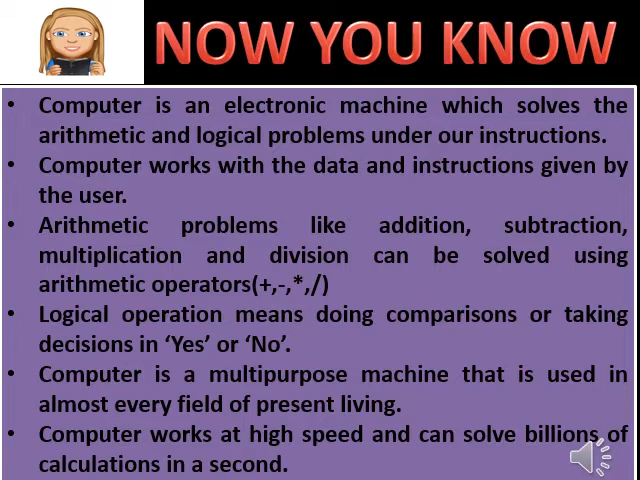 NOW YOU KNOW
• Computer is an electronic machine which solves the
arithmetic and logical problems under our instructions.
• Computer works with the data and instructions given by
the user.
• Arithmetic problems like addition, subtraction,
multiplication and division can be solved using
arithmetic operators(+,-,*,/)
• Logical operation means doing comparisons or taking
decisions in ‘Yes’ or ‘No’.
• Computer is a multipurpose machine that is used in
almost every field of present living.
• Computer works at high speed and can solve billions of
calculations in a second.